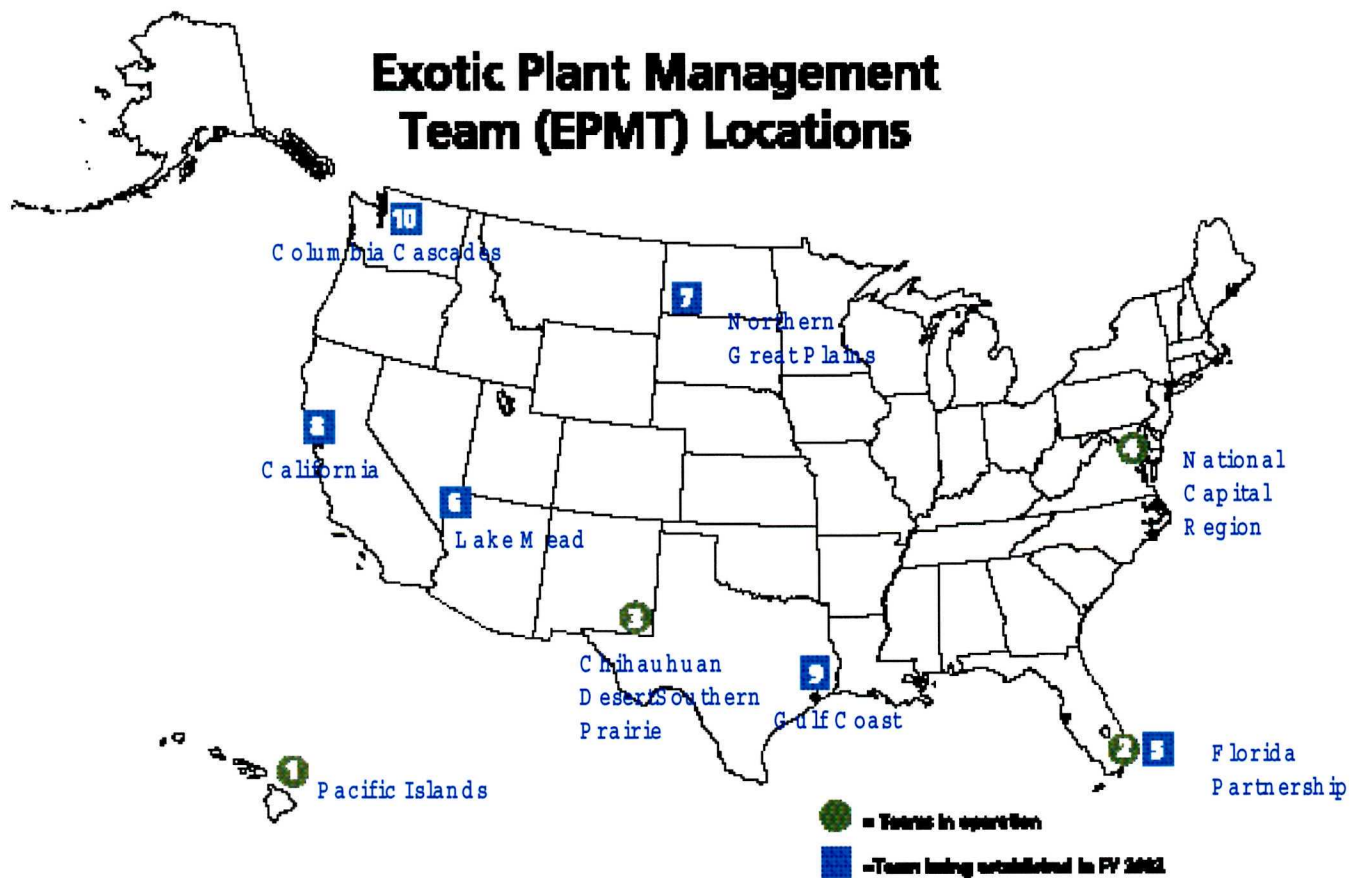 Exotic Plant Management
Team (EPMT) Locations
10
Columbia Cascades
7
Northern
Great Plains
8
California
6
Lake Mead
4
National
Capital
Region
3
Chihauhuan
Desert Southern
Prairie
9
Gulf Coast
1
Pacific Islands
2
5
Florida
Partnership
= Teams in operation
=Team being established in FY 2002